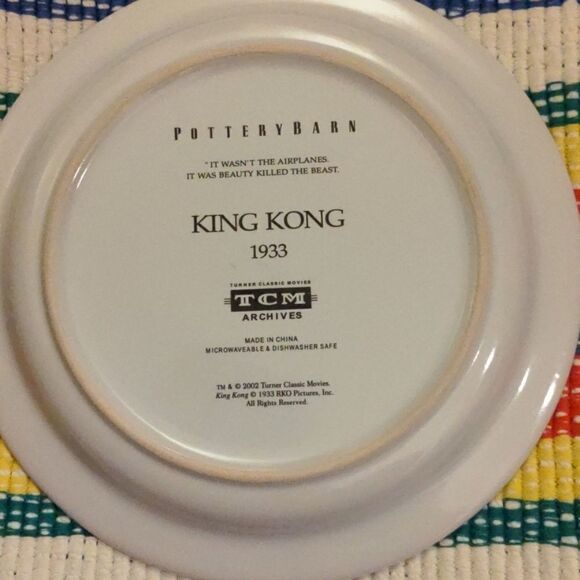 POTTERYBARN
"IT WASN'T THE AIRPLANES.
IT WAS BEAUTY KILLED THE BEAST.
KING KONG
1933
TURNER CLASSIC MOVIES
TCM
ARCHIVES
MADE IN CHINA
MICROWAVEABLE & DISHWASHER SAFE
TM & © 2002 Turner Classic Movies.
King Kong © 1933 RKO Pictures, Inc.
All Rights Reserved.